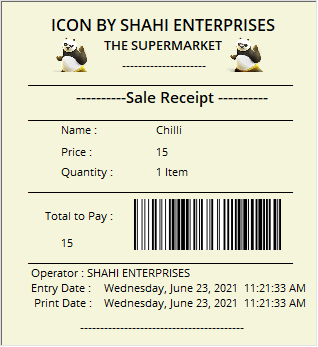 ICON BY SHAHI ENTERPRISES
THE SUPERMARKET
---------------------
----------Sale Receipt ----------
Name : Chilli
Price : 15
Quantity : 1 Item
Total to Pay :
15
Operator : SHAHI ENTERPRISES
Entry Date : Wednesday, June 23, 2021 11:21:33 AM
Print Date : Wednesday, June 23, 2021 11:21:33 AM
-----------------------------------------